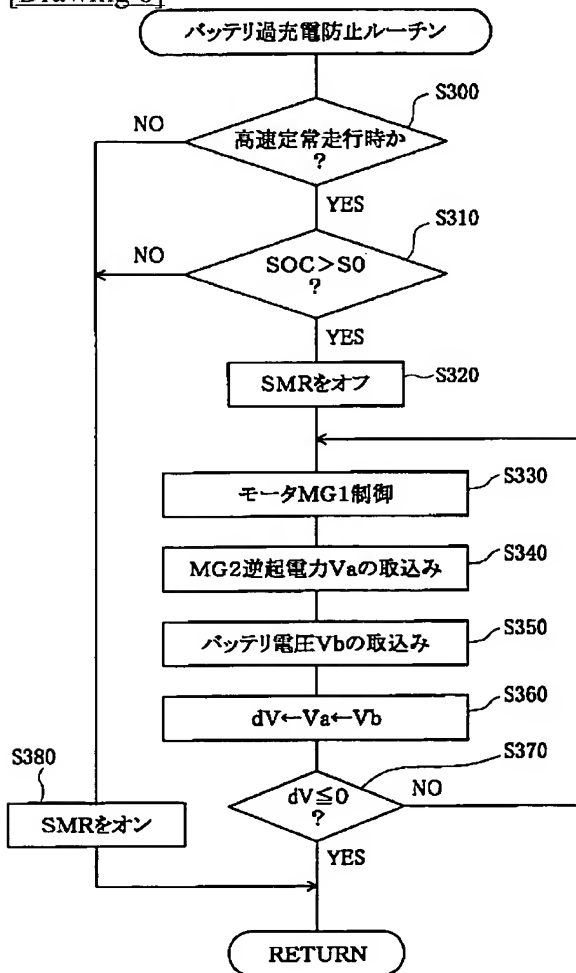 [Drawing 6]
バッテリ過充電防止ルーチン
S300
NO
高速定常走行時か
?
YES
S310
NO
SOC>S0
?
YES
SMRをオフ
S320
モータMG1制御
S330
MG2逆起電力Vaの取込み
S340
バッテリ電圧Vbの取込み
S350
dV←Va←Vb
S360
S380
S370
dV≦0
?
NO
SMRをオン
YES
RETURN